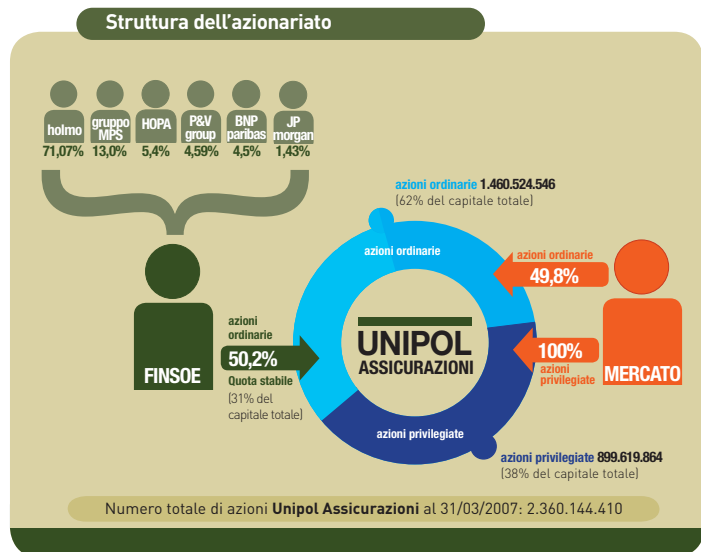 Struttura dell'azionariato
holmo
71,07%
gruppo
MPS
13,0%
HOPA
5,4%
P&V
group
4,59%
BNP
paribas
4,5%
JP
morgan
1,43%
azioni ordinarie 1.460.524.546
(62% del capitale totale)
azioni ordinarie
azioni ordinarie
49,8%
azioni
ordinarie
50,2%
Quota stabile
(31% del
capitale totale)
FINSOE
UNIPOL
ASSICURAZIONI
100%
azioni
privilegiate
MERCATO
azioni privilegiate
azioni privilegiate 899.619.864
(38% del capitale totale)
Numero totale di azioni Unipol Assicurazioni al 31/03/2007: 2.360.144.410